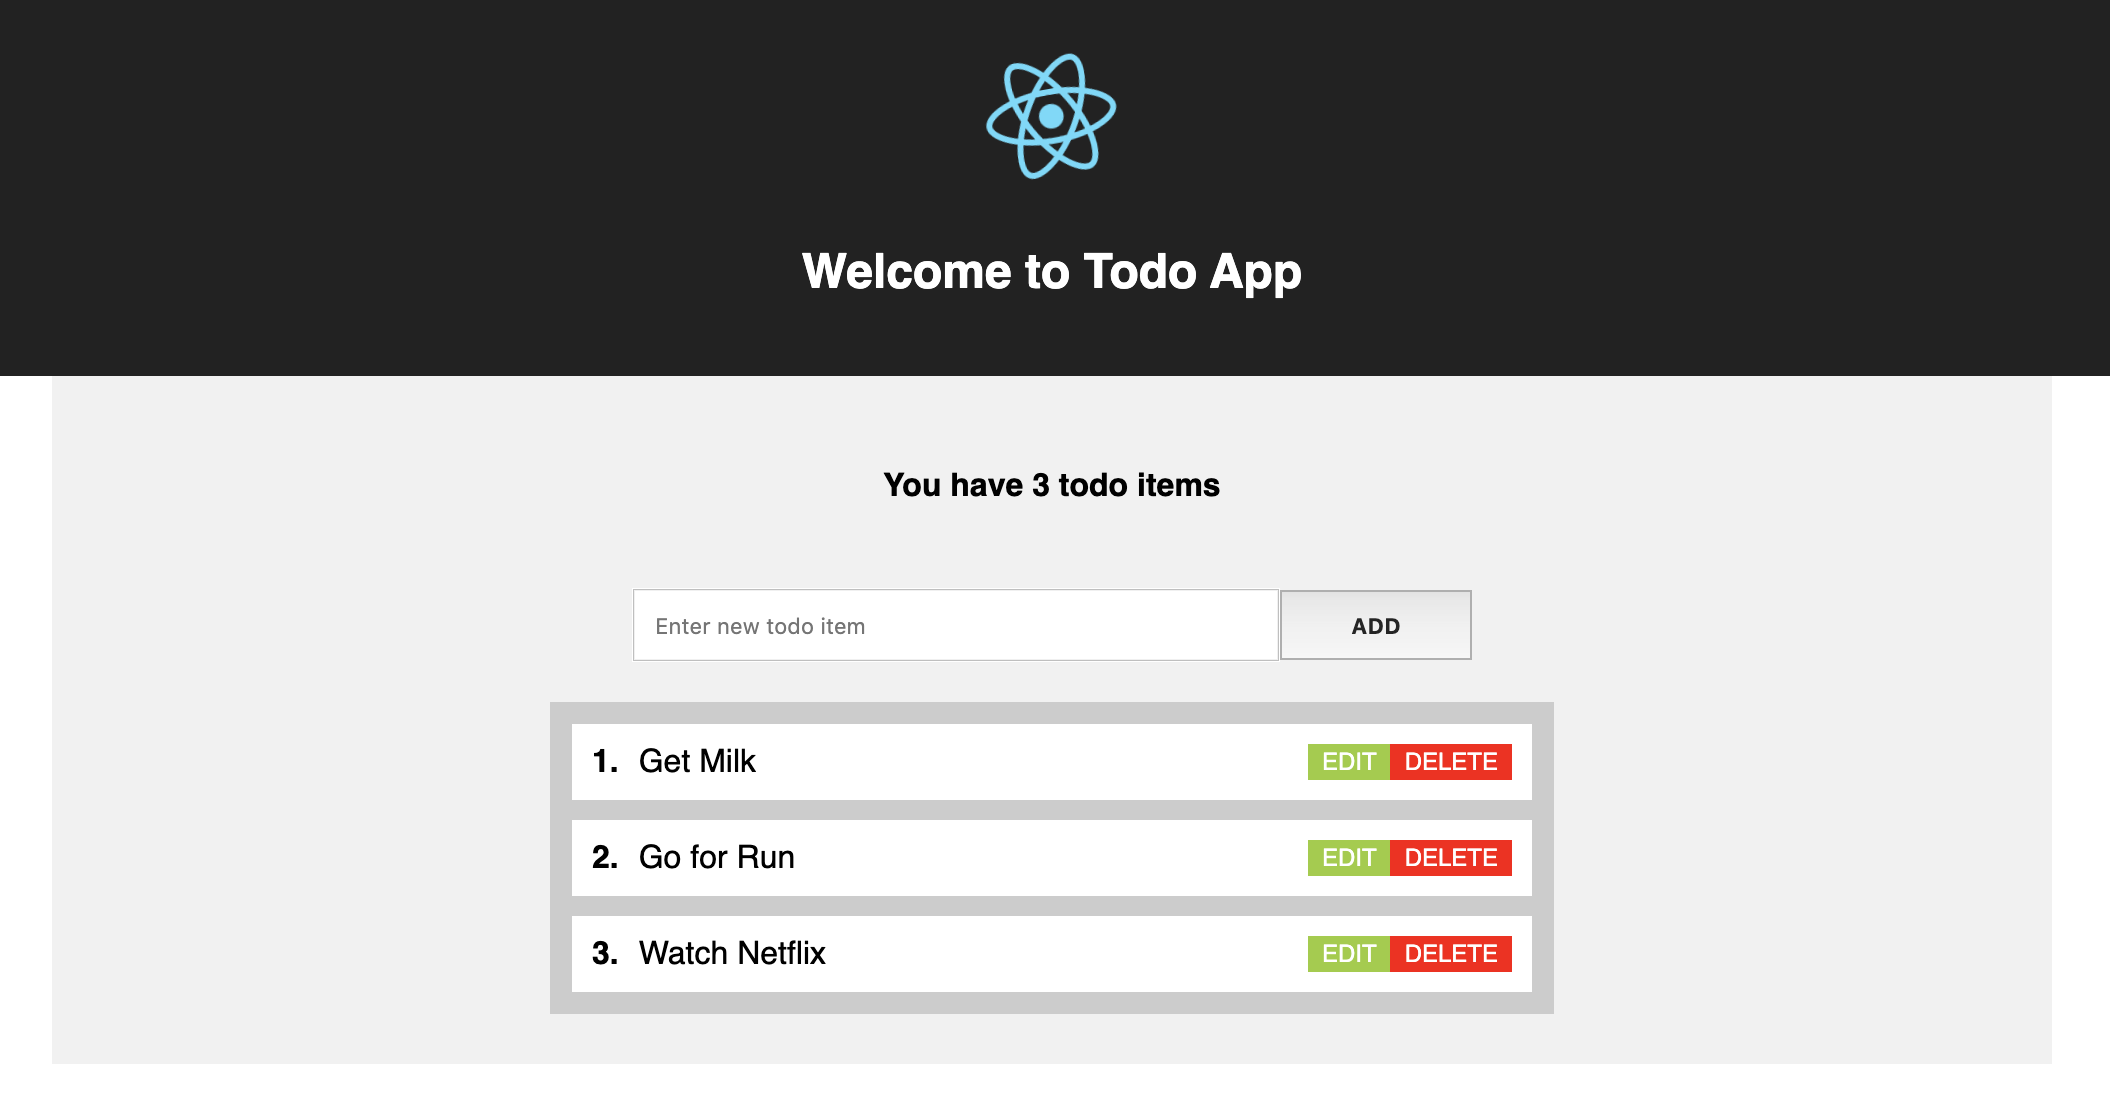 Welcome to Todo App
You have 3 todo items
Enter new todo item ADD
1. Get Milk EDIT DELETE
2. Go for Run EDIT DELETE
3. Watch Netflix EDIT DELETE